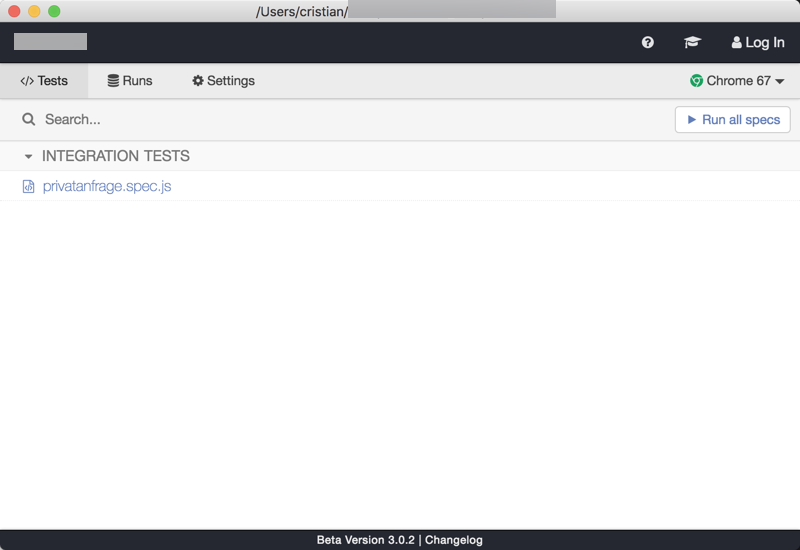 /Users/cristian/
Log In
Tests Runs Settings Chrome 67
Search... Run all specs
INTEGRATION TESTS
privatanfrage.spec.js
Beta Version 3.0.2 | Changelog